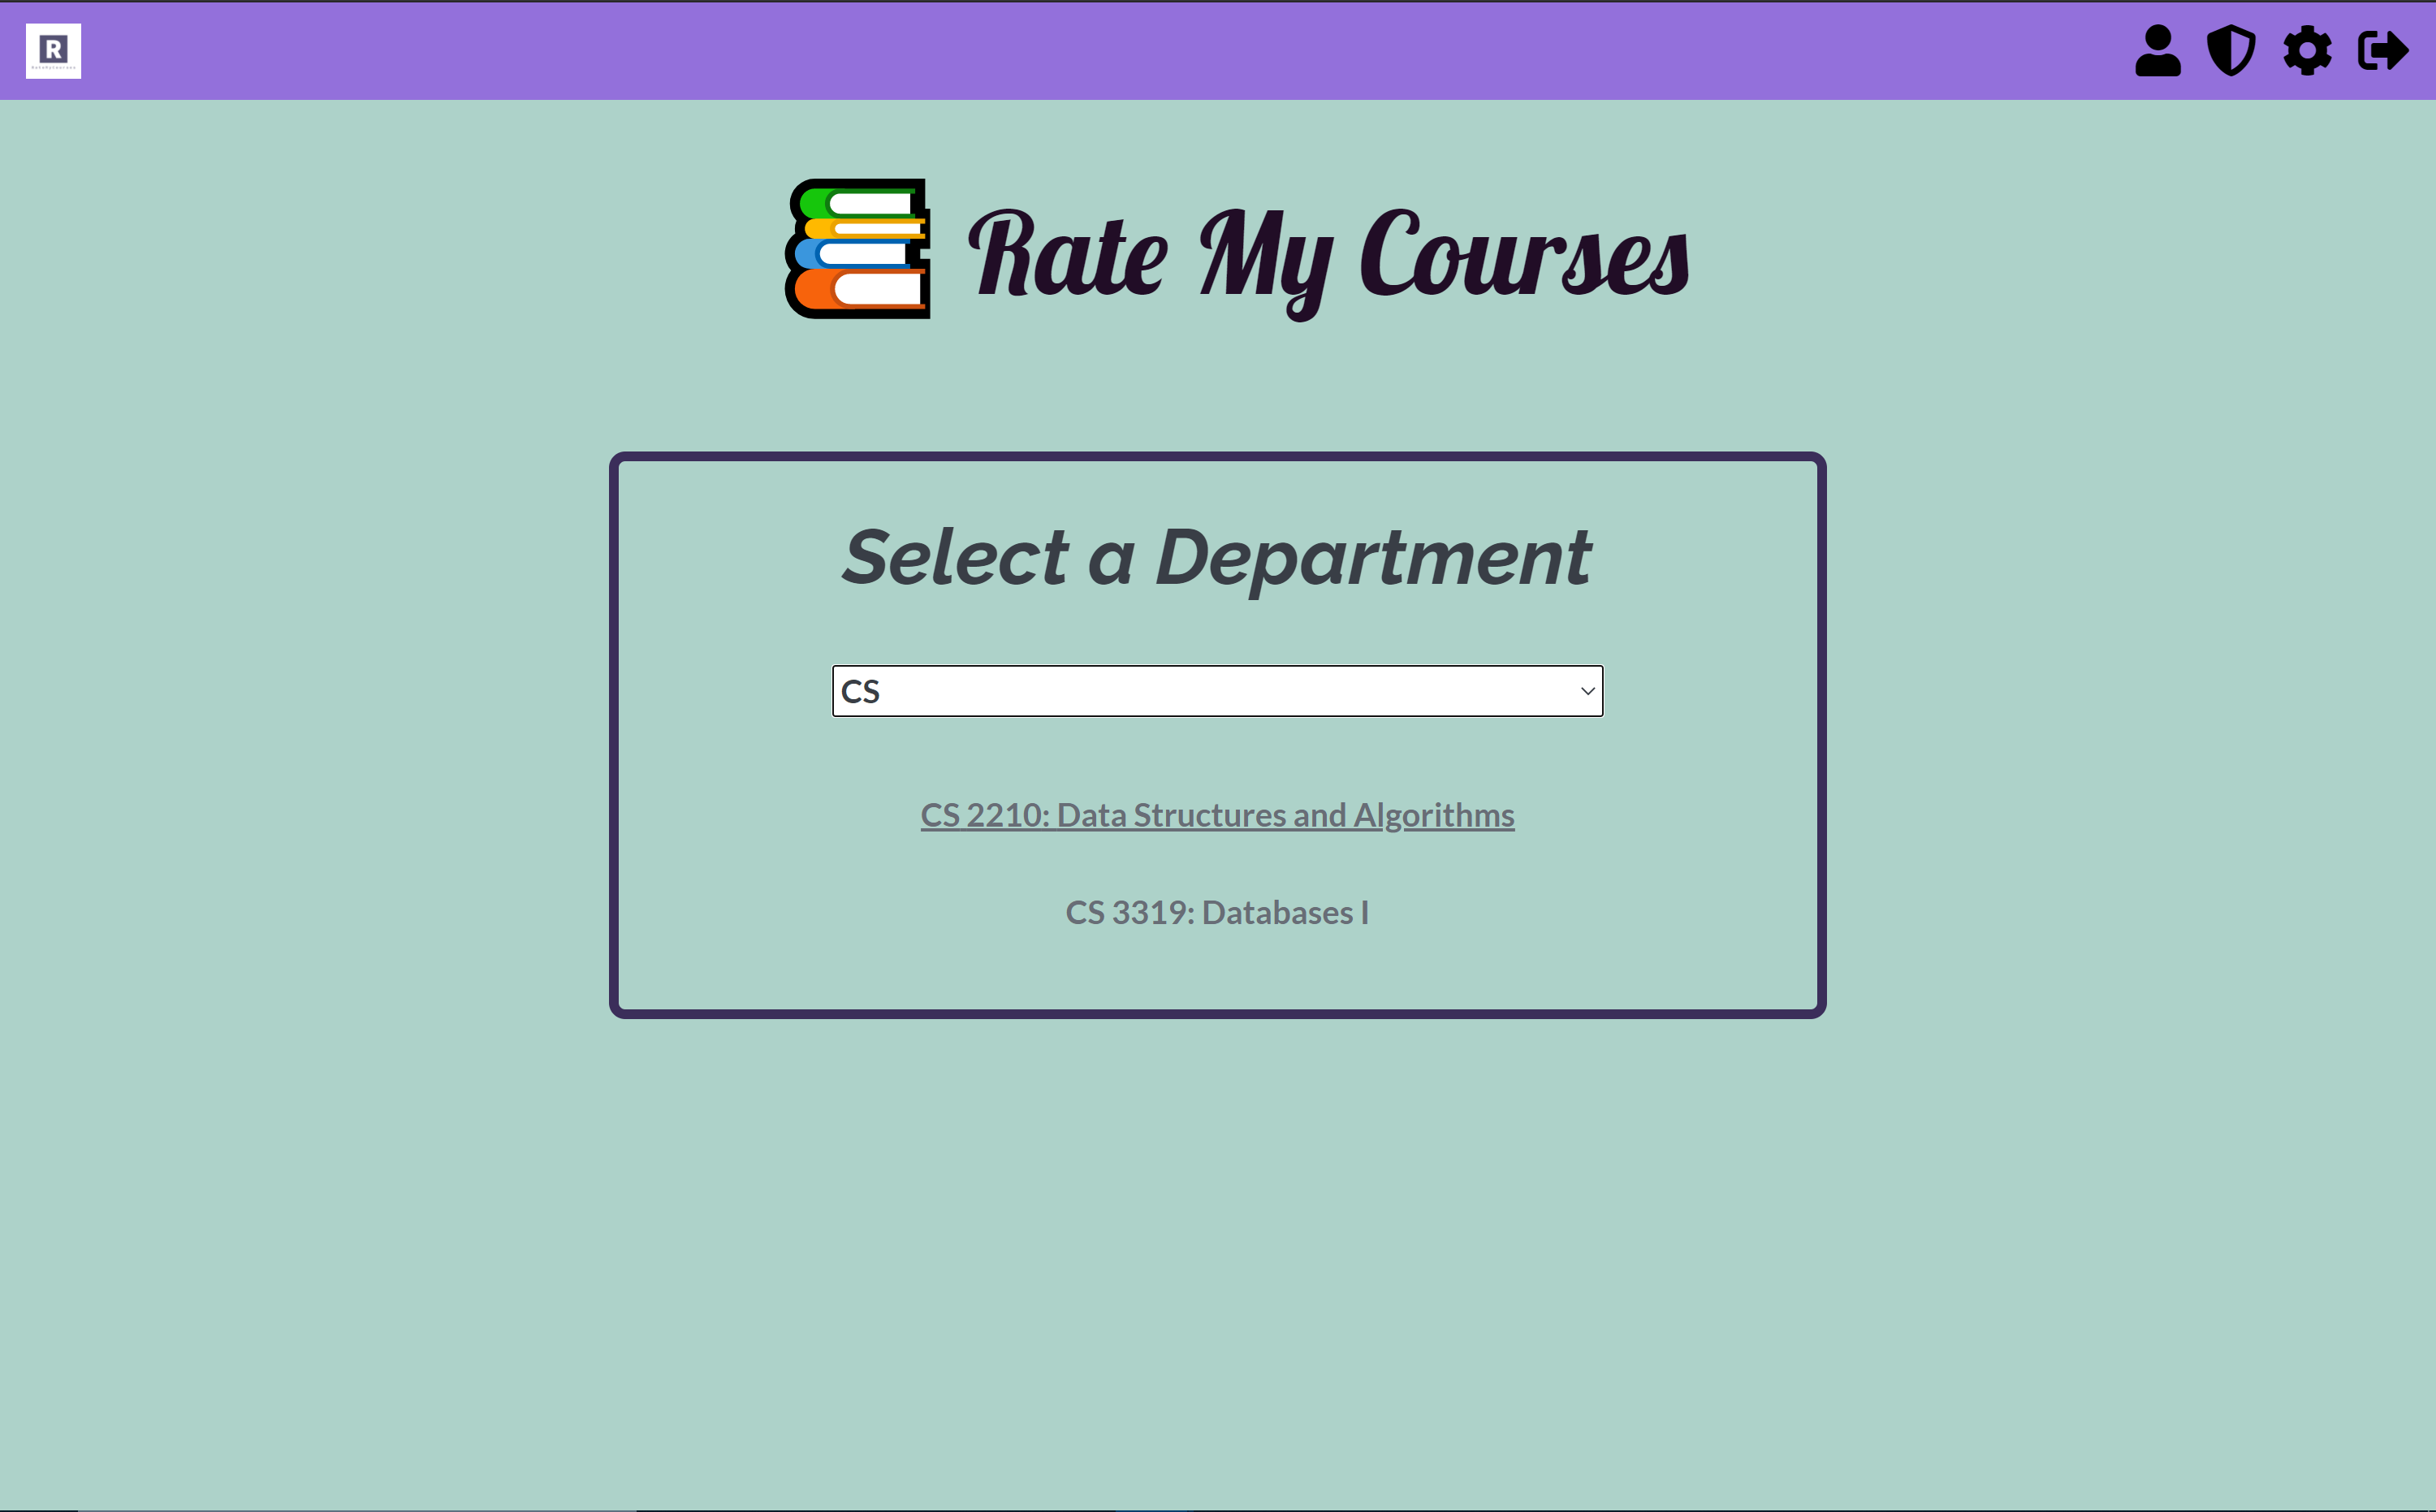 R
Rate My Courses
Select a Department
CS
CS 2210: Data Structures and Algorithms
CS 3319: Databases I